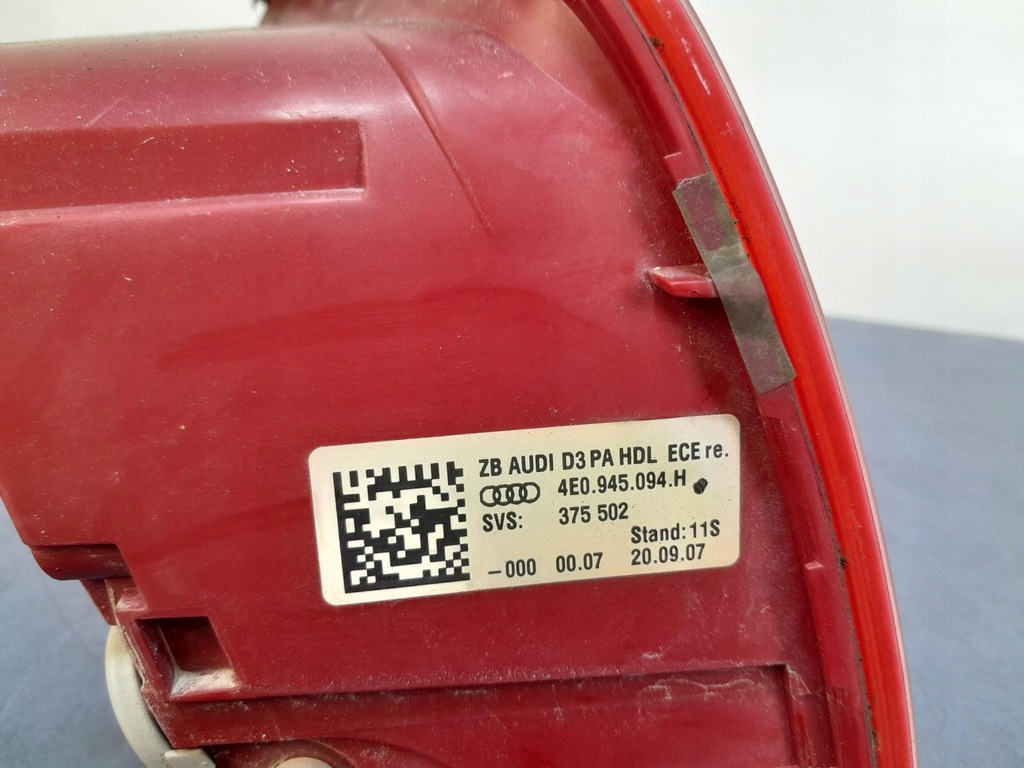 ZB AUDI D3 PA HDL ECE re.
4E0.945.094.H
SVS: 375 502
Stand: 11S
-000 00.07 20.09.07